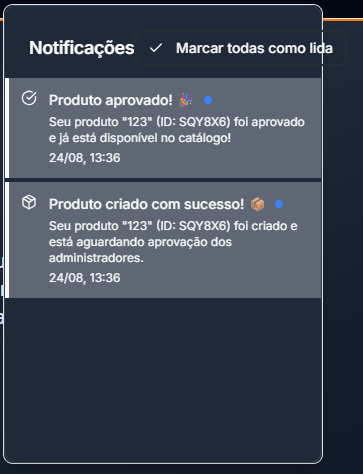 Notificações ✓ Marcar todas como lida
Produto aprovado! 🎉
Seu produto "123" (ID: SQY8X6) foi aprovado
e já está disponível no catálogo!
24/08, 13:36
Produto criado com sucesso! 📦
Seu produto "123" (ID: SQY8X6) foi criado e
está aguardando aprovação dos
administradores.
24/08, 13:36